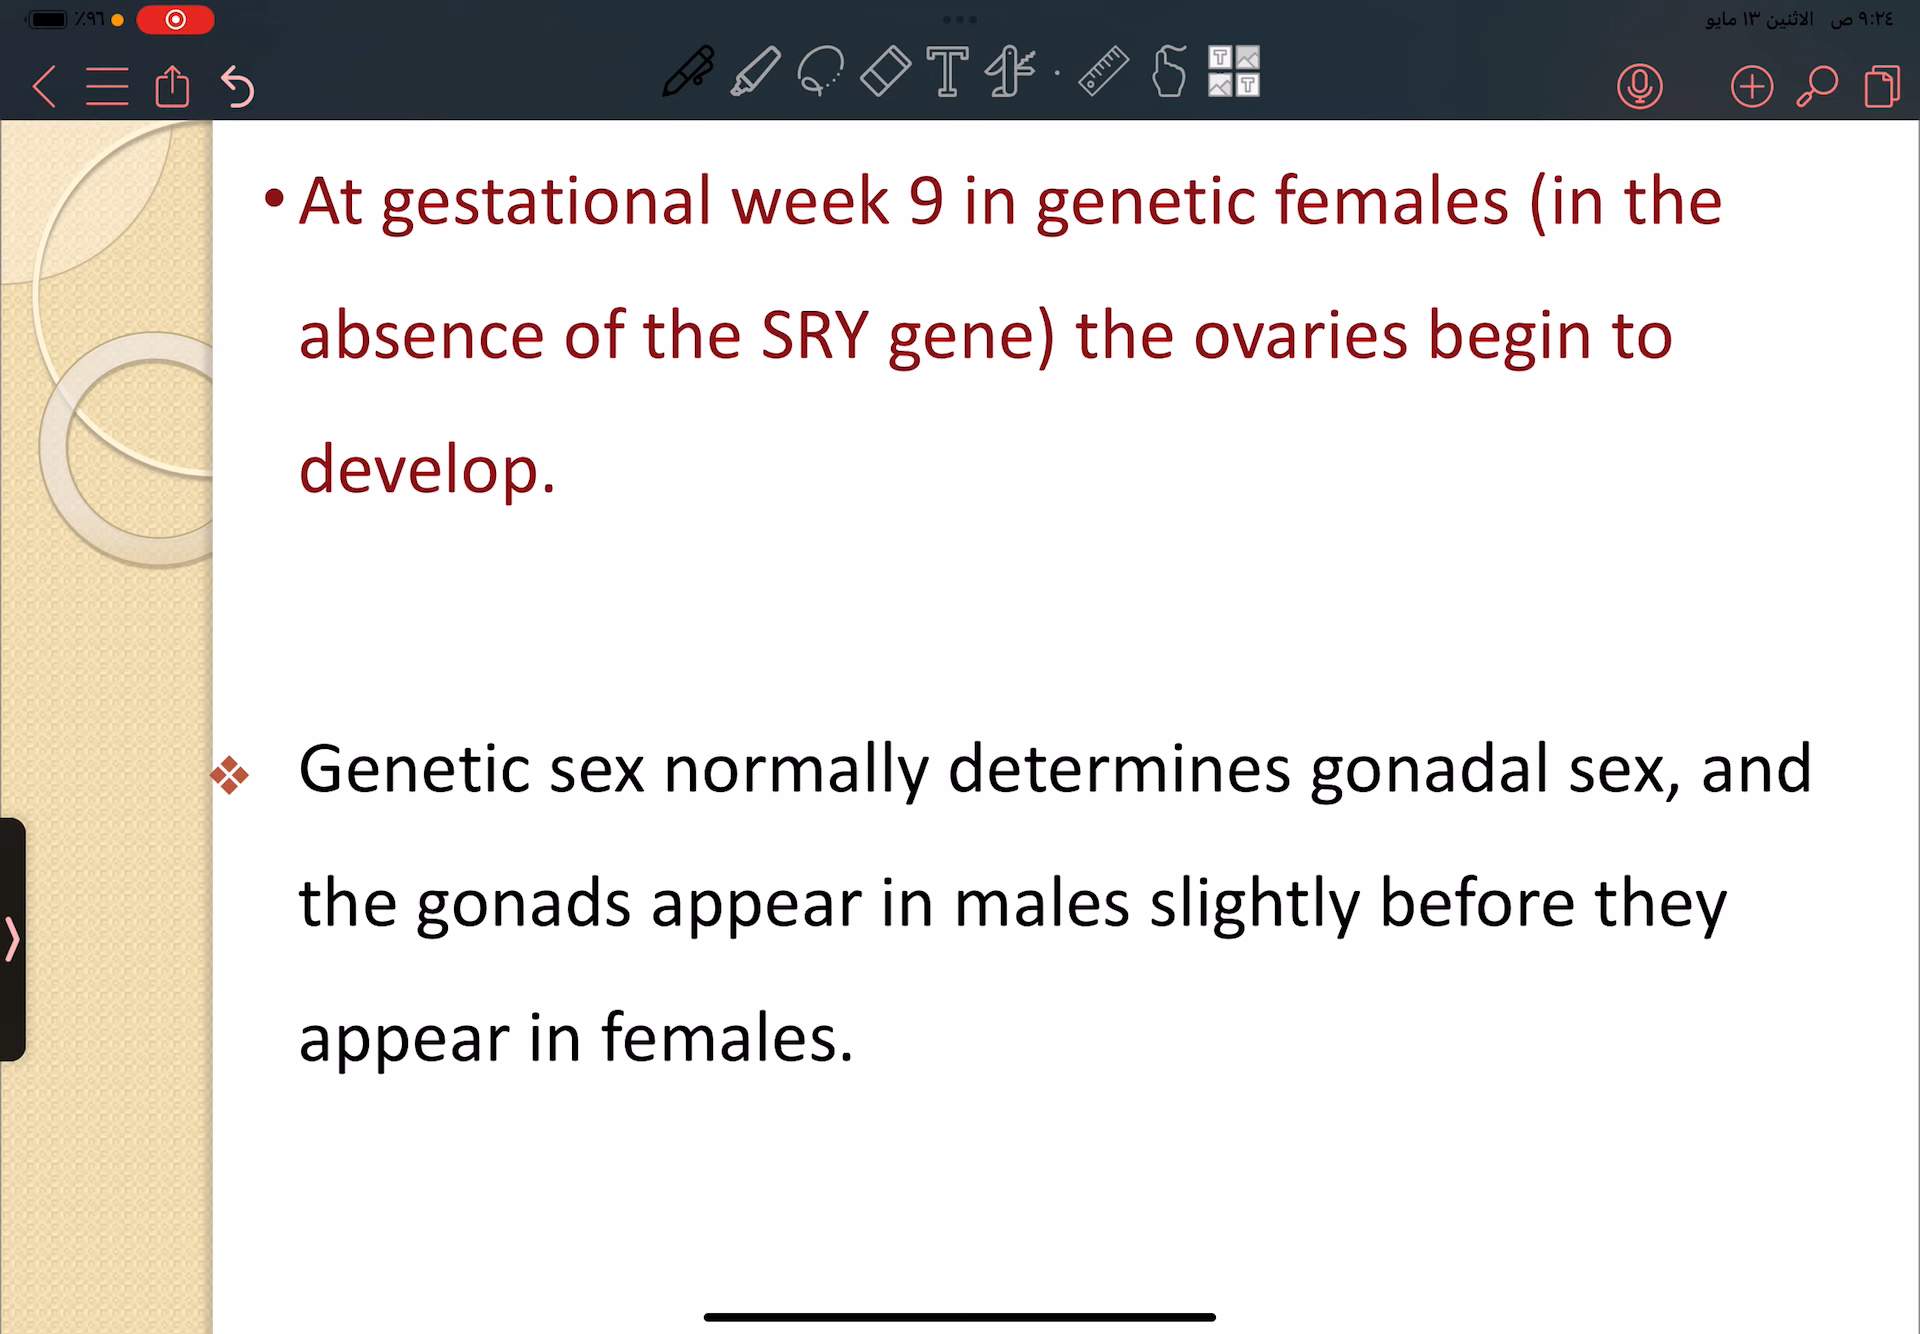 ٪٩٦
٩:٢٤ ص الاثنين ١٣ مايو
• At gestational week 9 in genetic females (in the
absence of the SRY gene) the ovaries begin to
develop.
❖ Genetic sex normally determines gonadal sex, and
the gonads appear in males slightly before they
appear in females.